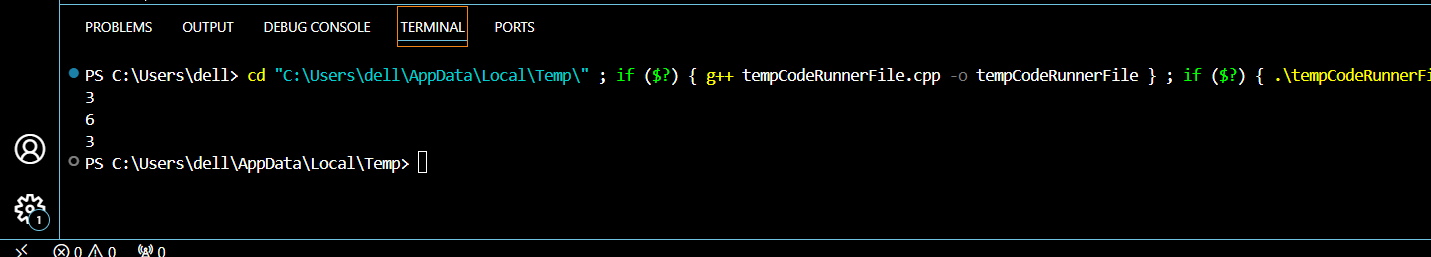 PROBLEMS OUTPUT DEBUG CONSOLE TERMINAL PORTS
PS C:\Users\dell> cd "C:\Users\dell\AppData\Local\Temp\" ; if ($?) { g++ tempCodeRunnerFile.cpp -o tempCodeRunnerFile } ; if ($?) { .\tempCodeRunnerFi
3
6
3
PS C:\Users\dell\AppData\Local\Temp>
1
0 0 0